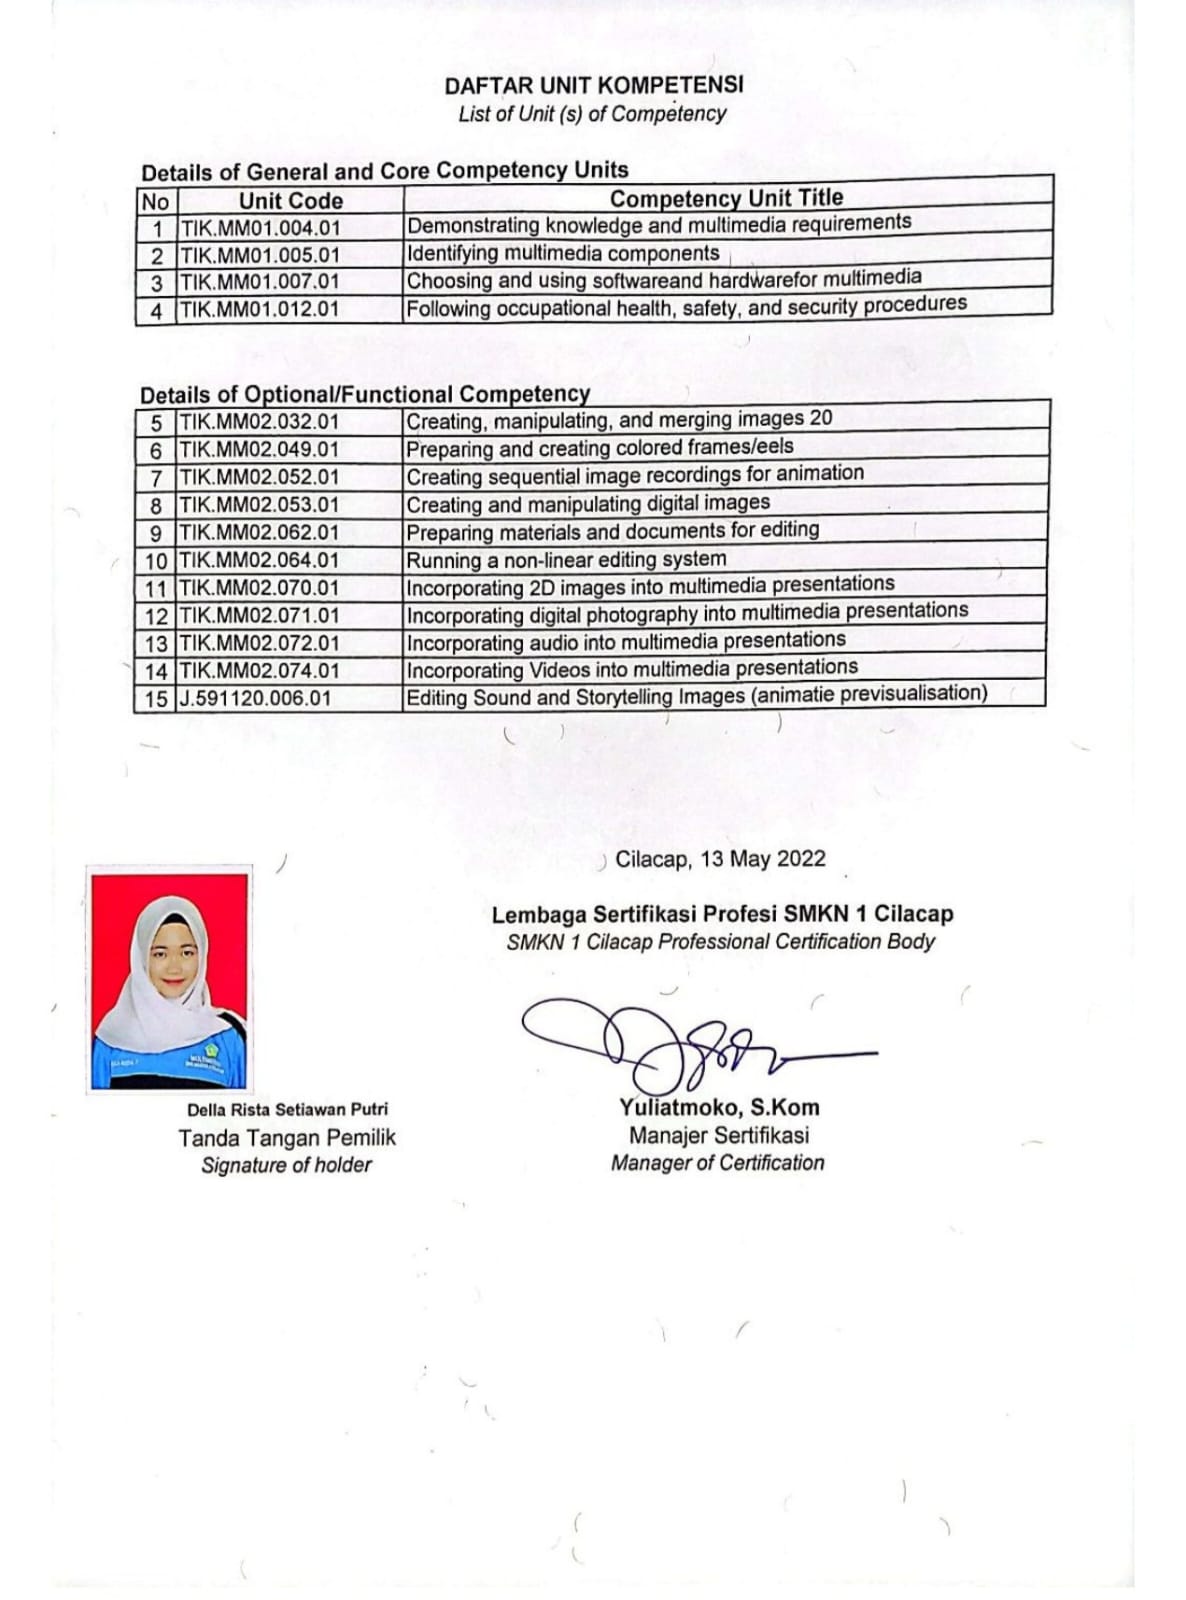 DAFTAR UNIT KOMPETENSI
List of Unit (s) of Competency
Details of General and Core Competency Units
No Unit Code Competency Unit Title
1 TIK.MM01.004.01 Demonstrating knowledge and multimedia requirements
2 TIK.MM01.005.01 Identifying multimedia components
3 TIK.MM01.007.01 Choosing and using softwareand hardwarefor multimedia
4 TIK.MM01.012.01 Following occupational health, safety, and security procedures
Details of Optional/Functional Competency
5 TIK.MM02.032.01 Creating, manipulating, and merging images 20
6 TIK.MM02.049.01 Preparing and creating colored frames/eels
7 TIK.MM02.052.01 Creating sequential image recordings for animation
8 TIK.MM02.053.01 Creating and manipulating digital images
9 TIK.MM02.062.01 Preparing materials and documents for editing
10 TIK.MM02.064.01 Running a non-linear editing system
11 TIK.MM02.070.01 Incorporating 2D images into multimedia presentations
12 TIK.MM02.071.01 Incorporating digital photography into multimedia presentations
13 TIK.MM02.072.01 Incorporating audio into multimedia presentations
14 TIK.MM02.074.01 Incorporating Videos into multimedia presentations
15 J.591120.006.01 Editing Sound and Storytelling Images (animatie previsualisation)
Cilacap, 13 May 2022
Lembaga Sertifikasi Profesi SMKN 1 Cilacap
SMKN 1 Cilacap Professional Certification Body
Della Rista Setiawan Putri
Tanda Tangan Pemilik
Signature of holder
Yuliatmoko, S.Kom
Manajer Sertifikasi
Manager of Certification